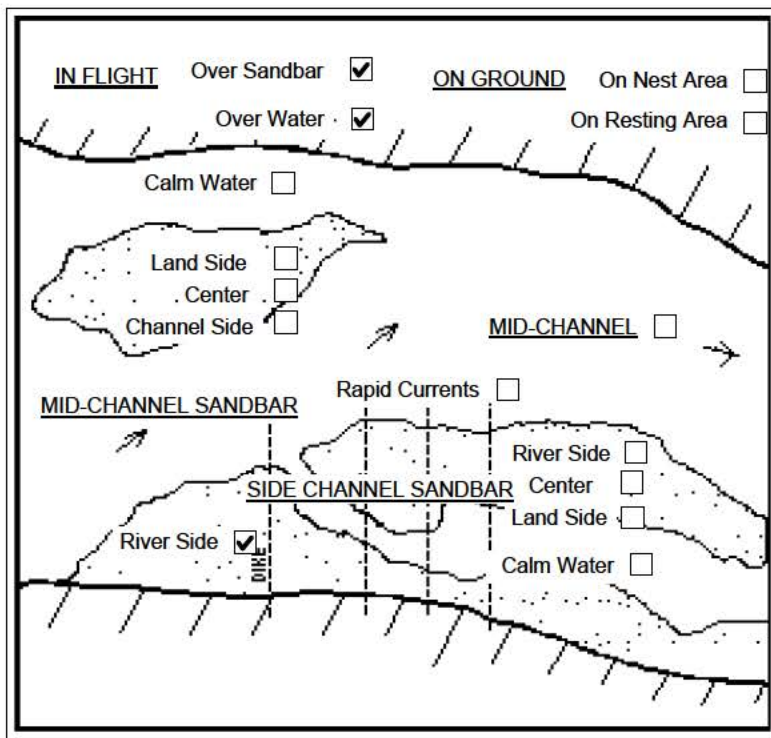 IN FLIGHT Over Sandbar ON GROUND On Nest Area
Over Water On Resting Area
Calm Water
Land Side
Center
Channel Side
MID-CHANNEL
Rapid Currents
MID-CHANNEL SANDBAR
River Side
SIDE CHANNEL SANDBAR Center
Land Side
River Side
DIKE
Calm Water